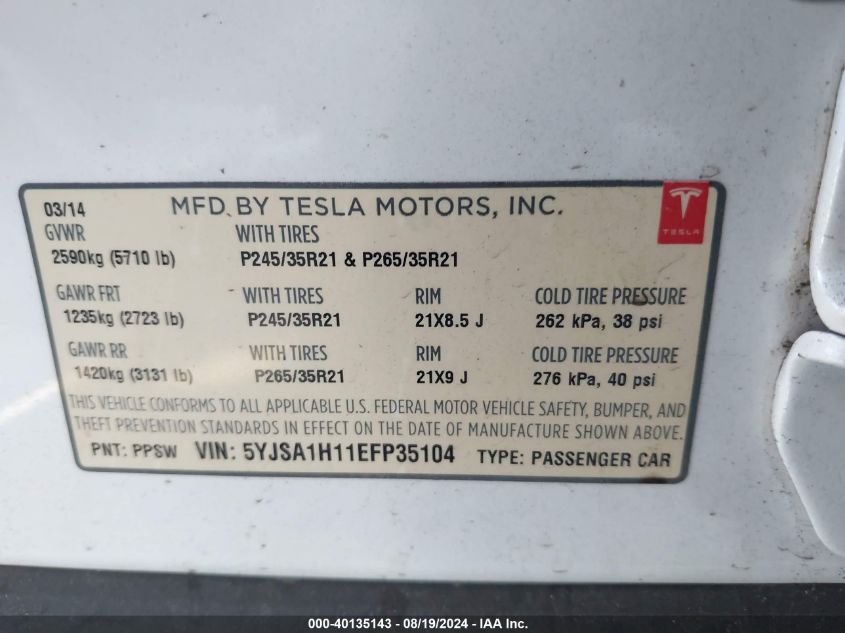 03/14 MFD. BY TESLA MOTORS, INC.
TESLA
GVWR WITH TIRES
2590kg (5710 lb) P245/35R21 & P265/35R21
GAWR FRT WITH TIRES RIM COLD TIRE PRESSURE
1235kg (2723 lb) P245/35R21 21X8.5 J 262 kPa, 38 psi
GAWR RR WITH TIRES RIM COLD TIRE PRESSURE
1420kg (3131 lb) P265/35R21 21X9 J 276 kPa, 40 psi
THIS VEHICLE CONFORMS TO ALL APPLICABLE U.S. FEDERAL MOTOR VEHICLE SAFETY, BUMPER, AND
THEFT PREVENTION STANDARDS IN EFFECT ON THE DATE OF MANUFACTURE SHOWN ABOVE.
PNT: PPSW VIN: 5YJSA1H11EFP35104 TYPE: PASSENGER CAR
000-40135143 - 08/19/2024 - IAA Inc.